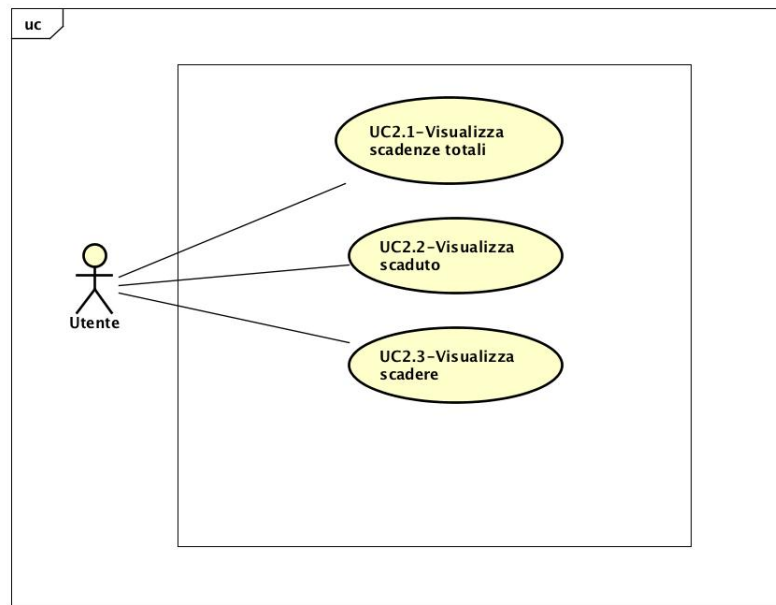 uc
UC2.1-Visualizza
scadenze totali
UC2.2-Visualizza
scaduto
Utente
UC2.3-Visualizza
scadere